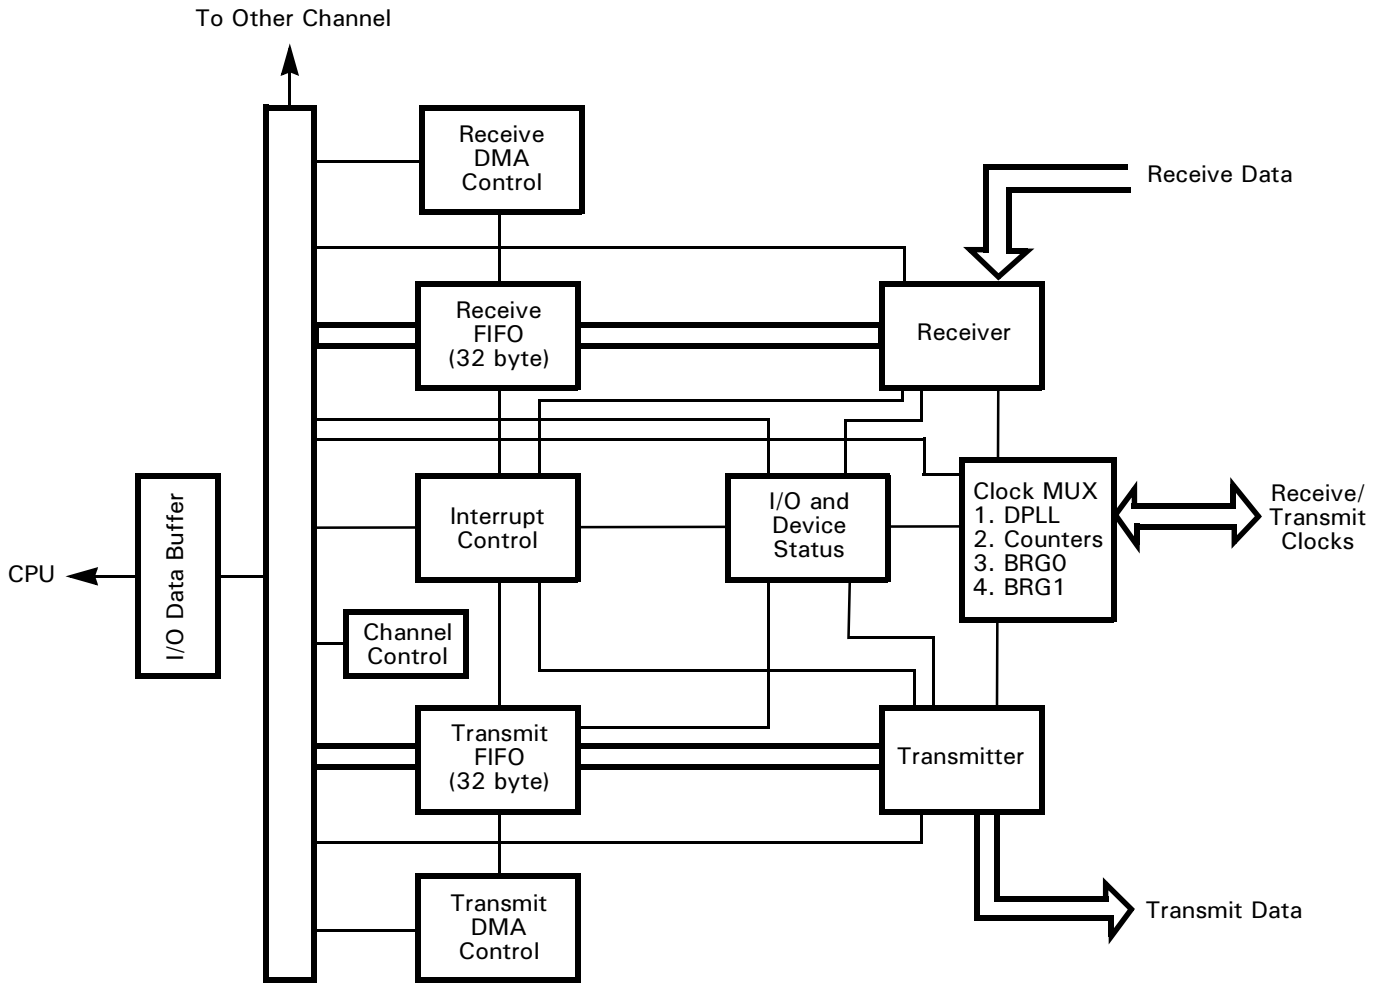 To Other Channel
Receive
DMA
Control
Receive Data
Receive
FIFO
(32 byte)
Receiver
I/O Data Buffer
CPU
Interrupt
Control
I/O and
Device
Status
Clock MUX
1. DPLL
2. Counters
3. BRG0
4. BRG1
Receive/
Transmit
Clocks
Channel
Control
Transmit
FIFO
(32 byte)
Transmitter
Transmit
DMA
Control
Transmit Data